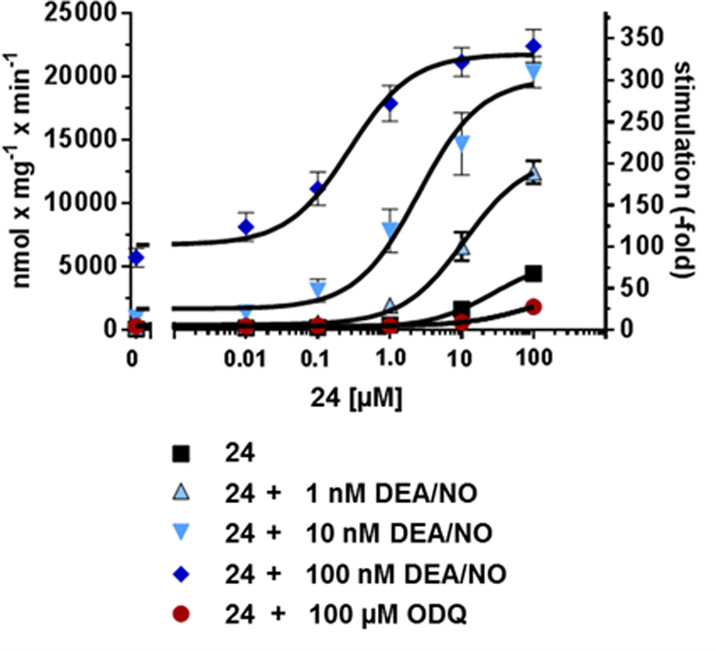 25000
20000
15000
10000
5000
0
nmol x mg-1 x min-1
350
300
250
200
150
100
50
0
stimulation (-fold)
0 0.01 0.1 1.0 10 100
24 [µM]
24
24 + 1 nM DEA/NO
24 + 10 nM DEA/NO
24 + 100 nM DEA/NO
24 + 100 µM ODQ